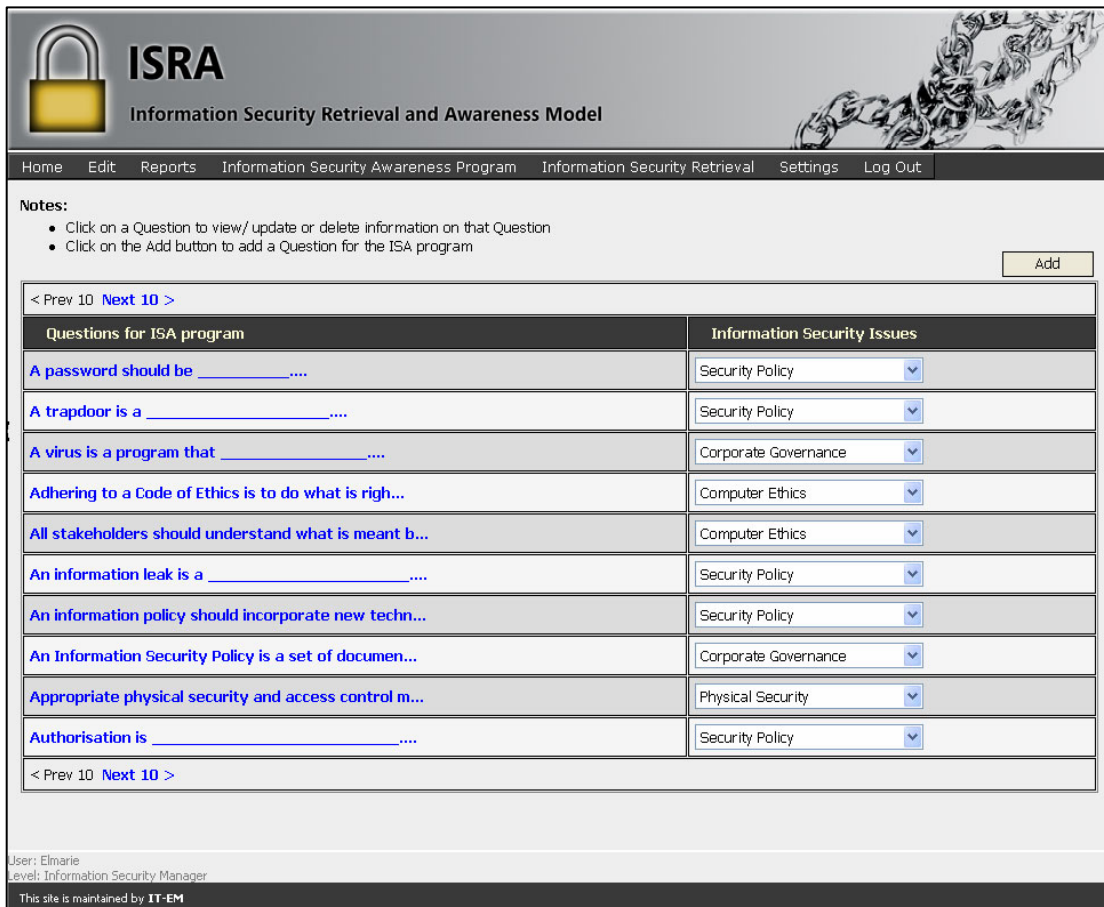 ISRA
Information Security Retrieval and Awareness Model
Home Edit Reports Information Security Awareness Program Information Security Retrieval Settings Log Out
Notes:
• Click on a Question to view/ update or delete information on that Question
• Click on the Add button to add a Question for the ISA program
Add
< Prev 10 Next 10 >
Questions for ISA program Information Security Issues
A password should be __________.... Security Policy
A trapdoor is a ____________________.... Security Policy
A virus is a program that ________________.... Corporate Governance
Adhering to a Code of Ethics is to do what is righ... Computer Ethics
All stakeholders should understand what is meant b... Computer Ethics
An information leak is a ______________________.... Security Policy
An information policy should incorporate new techn... Security Policy
An Information Security Policy is a set of documen... Corporate Governance
Appropriate physical security and access control m... Physical Security
Authorisation is ___________________________.... Security Policy
< Prev 10 Next 10 >
User: Elmarie
Level: Information Security Manager
This site is maintained by IT-EM